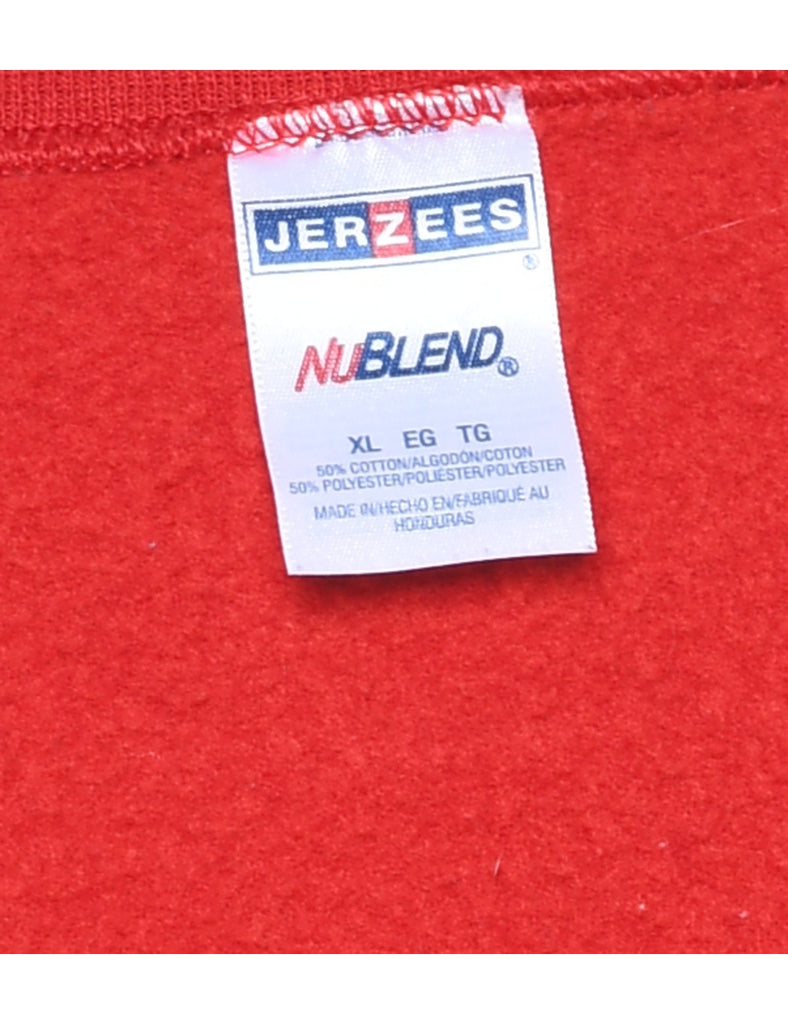 JERZEES
®
NUBLEND®
XL EG TG
50% COTTON/ALGODÓN/COTON
50% POLYESTER/POLIÉSTER/POLYESTER
MADE IN/HECHO EN/FABRIQUÉ AU
HONDURAS